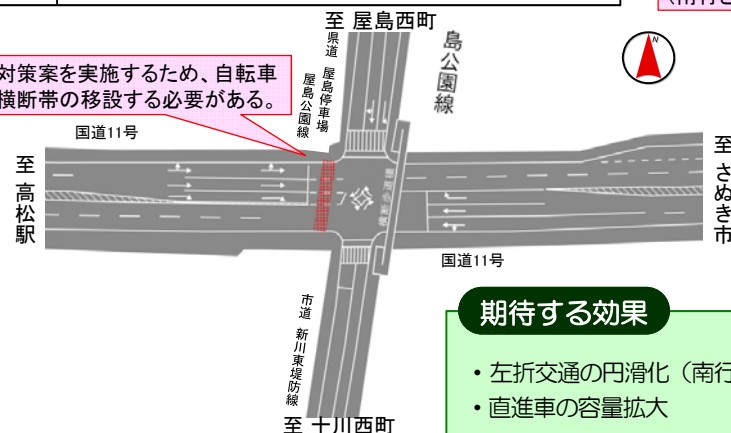 至 屋島西町
県道 屋島停車場
屋島公園線
島公園線
N
対策案を実施するため、自転車
横断帯の移設する必要がある。
国道11号
至 高松駅
至 さぬき市
横断歩道橋
国道11号
市道 新川東堤防線
至 十川西町
期待する効果
・左折交通の円滑化（南行
・直進車の容量拡大